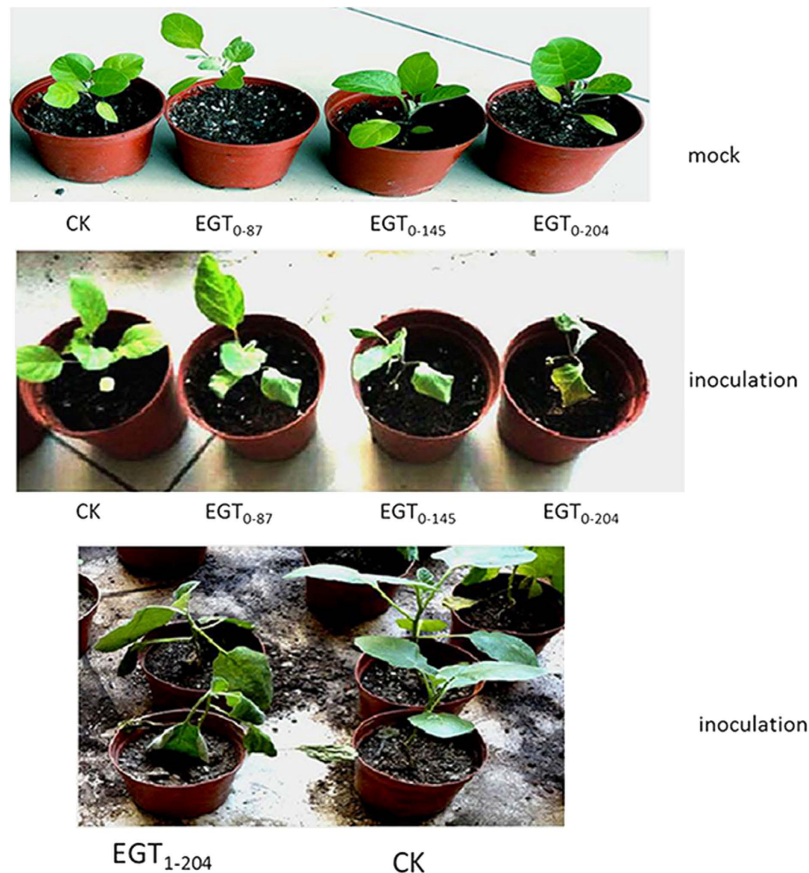 mock
CK EGT0-87 EGT0-145 EGT0-204
inoculation
CK EGT0-87 EGT0-145 EGT0-204
inoculation
EGT1-204 CK